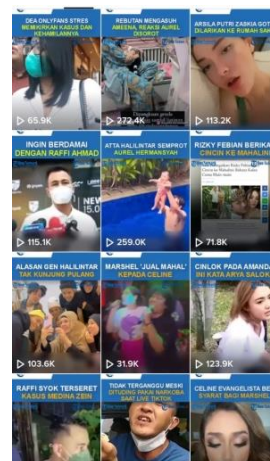 DEA ONLYFANS STRES
MEMIKIRKAN KASUS DAN
KEHAMILANNYA
65.9K
REBUTAN MENGASUH
AMEENA, REAKSI AUREL
DISOROT
272.4K
ARSILA PUTRI ZASKIA GOT
DILARIKAN KE RUMAH SAK
113.2K
INGIN BERDAMAI
DENGAN RAFFI AHMAD
115.1K
ATTA HALILINTAR SEMPROT
AUREL HERMANSYAH
259.0K
RIZKY FEBIAN BERIKA
CINCIN KE MAHALIN
71.8K
ALASAN GEN HALILINTAR
TAK KUNJUNG PULANG
103.6K
MARSHEL 'JUAL MAHAL'
KEPADA CELINE
31.9K
CINLOK PADA AMANDA
INI KATA ARYA SALOK
123.9K
RAFFI SYOK TERSERET
KASUS MEDINA ZEIN
TIDAK TERGANGGU MESKI
DITUDING PAKAI NARKOBA
SAAT LIVE TIKTOK
CELINE EVANGELISTA BE
SYARAT BAGI MARSHEL